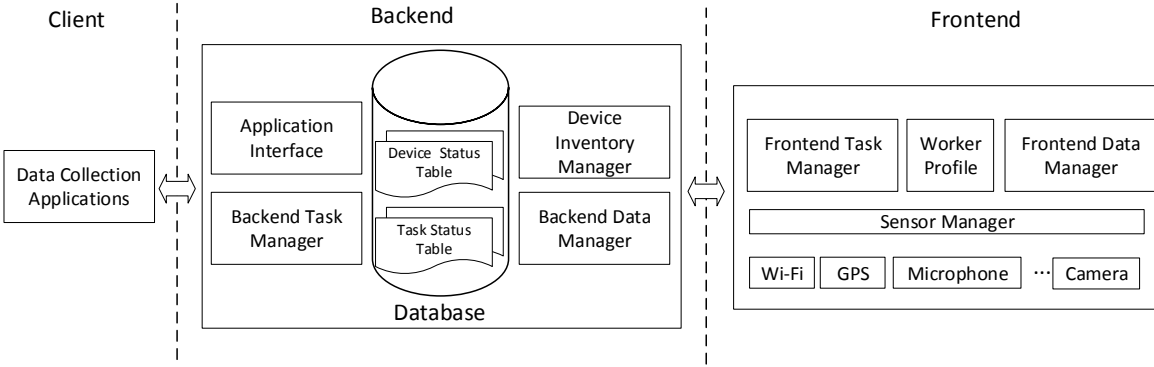 Client
Backend
Frontend
Data Collection
Applications
Application
Interface
Backend Task
Manager
Device Status
Table
Task Status
Table
Database
Device
Inventory
Manager
Backend Data
Manager
Frontend Task
Manager
Worker
Profile
Frontend Data
Manager
Sensor Manager
Wi-Fi
GPS
Microphone
...
Camera